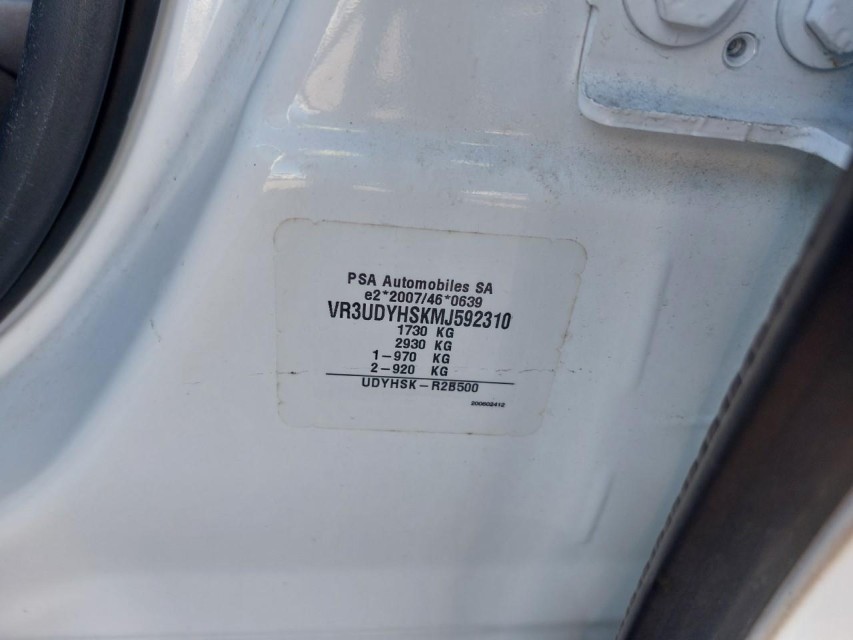 PSA Automobiles SA
e2*2007/46*0639
VR3UDYHSKMJ592310
1730 KG
2930 KG
1-970 KG
2-920 KG
UDYHSK-R2B500
200602412